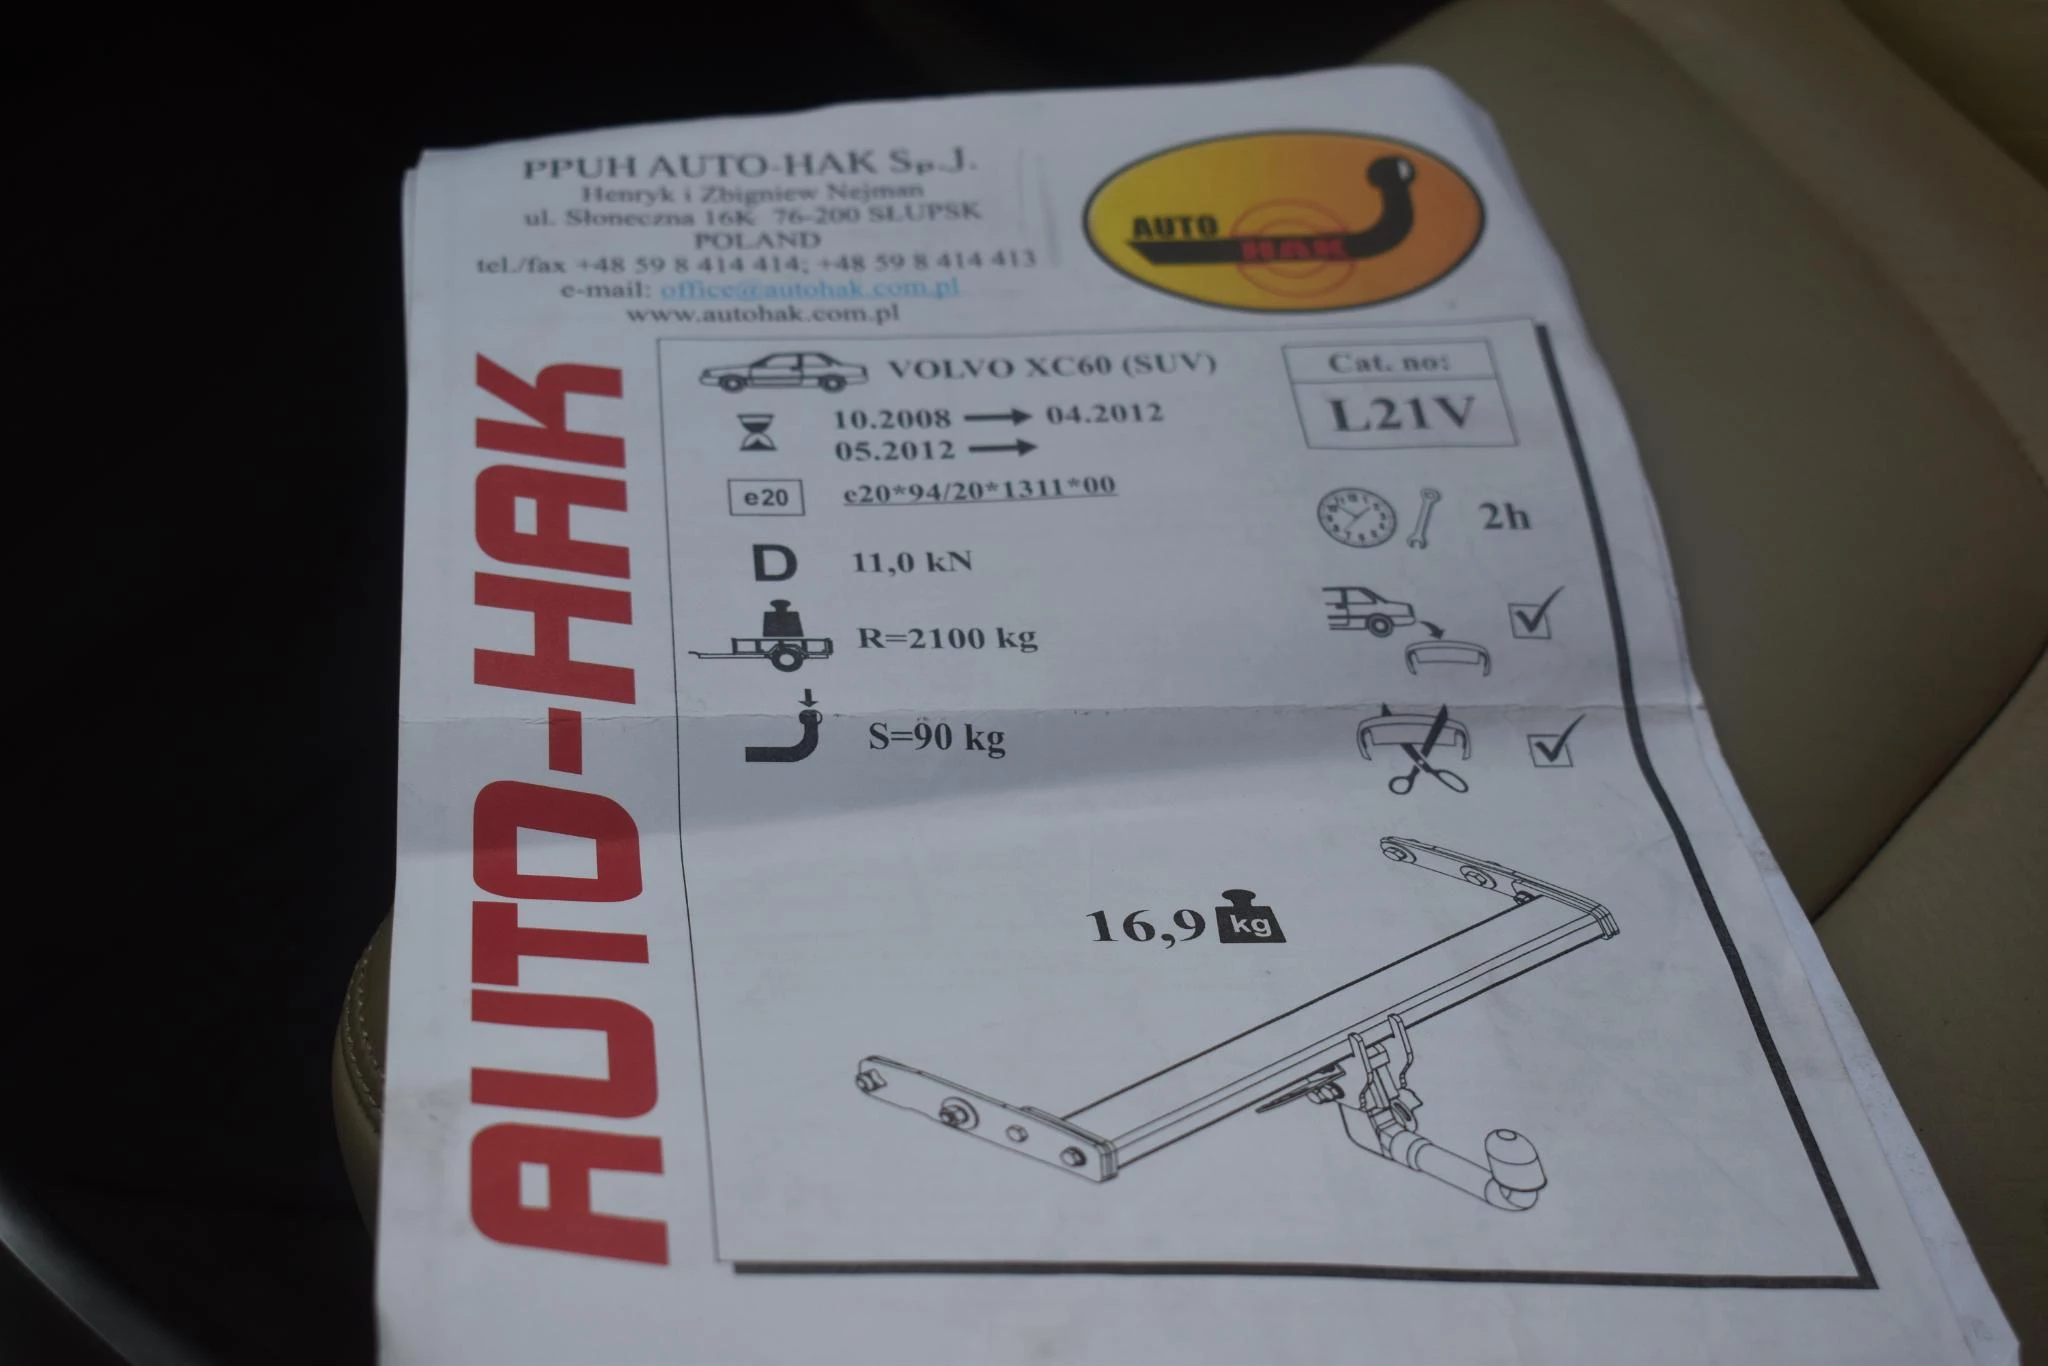 PPUH AUTO-HAK Sp.J.
Henryk i Zbigniew Nejman
ul. Słoneczna 16K 76-200 SŁUPSK
POLAND
tel./fax +48 59 8 414 414; +48 59 8 414 413
e-mail: office@autohak.com.pl
www.autohak.com.pl
AUTO
HAK
AUTO-HAK
VOLVO XC60 (SUV)
Cat. no:
L21V
10.2008 → 04.2012
05.2012 →
e20 e20*94/20*1311*00
2h
D 11,0 kN
R=2100 kg
S=90 kg
16,9 kg